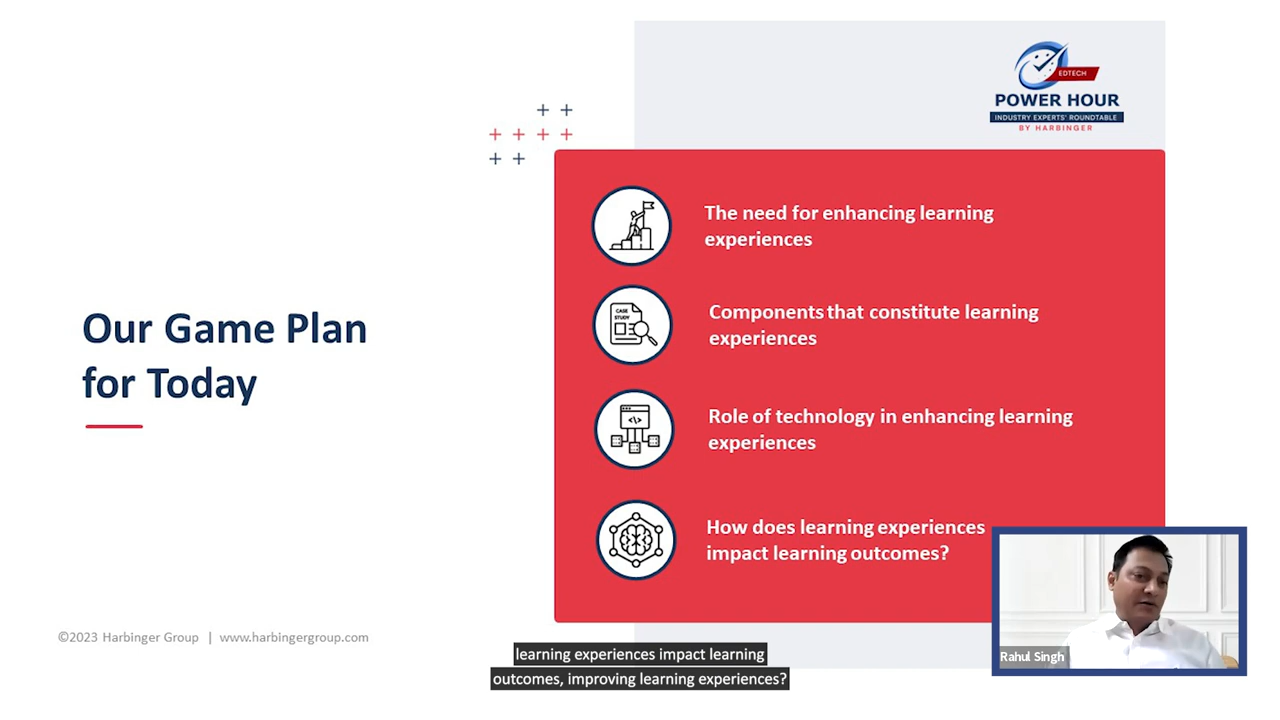 EDTECH
POWER HOUR
INDUSTRY EXPERTS' ROUNDTABLE
BY HARBINGER
Our Game Plan
for Today
The need for enhancing learning
experiences
CASE
STUDY
Components that constitute learning
experiences
</>
Role of technology in enhancing learning
experiences
How does learning experiences
impact learning outcomes?
©2023 Harbinger Group | www.harbingergroup.com
learning experiences impact learning
outcomes, improving learning experiences?
Rahul Singh